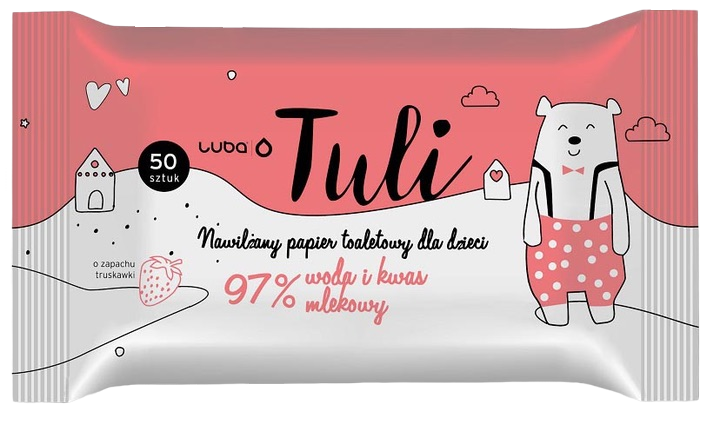 50
sztuk
Luba
Tuli
Nawilżany papier toaletowy dla dzieci
o zapachu
truskawki
97% woda i kwas
mlekowy